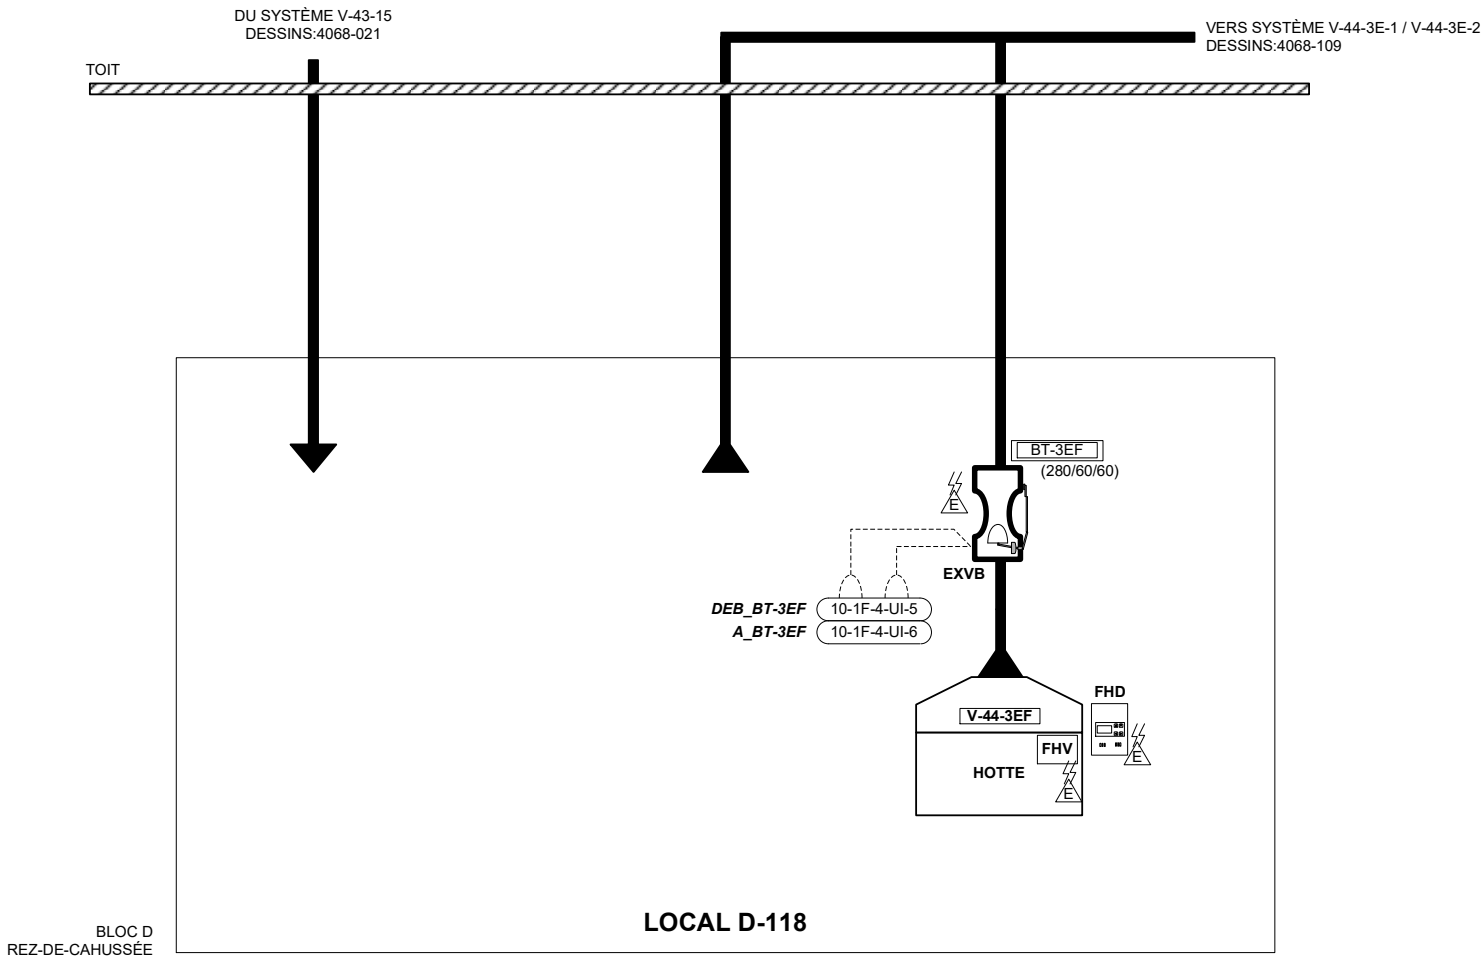 DU SYSTÈME V-43-15
DESSINS:4068-021
VERS SYSTÈME V-44-3E-1 / V-44-3E-2
DESSINS:4068-109
TOIT
BT-3EF
(280/60/60)
E
EXVB
DEB_BT-3EF 10-1F-4-UI-5
A_BT-3EF 10-1F-4-UI-6
FHD
V-44-3EF
FHV
E
HOTTE
E
LOCAL D-118
BLOC D
REZ-DE-CAHUSSÉE